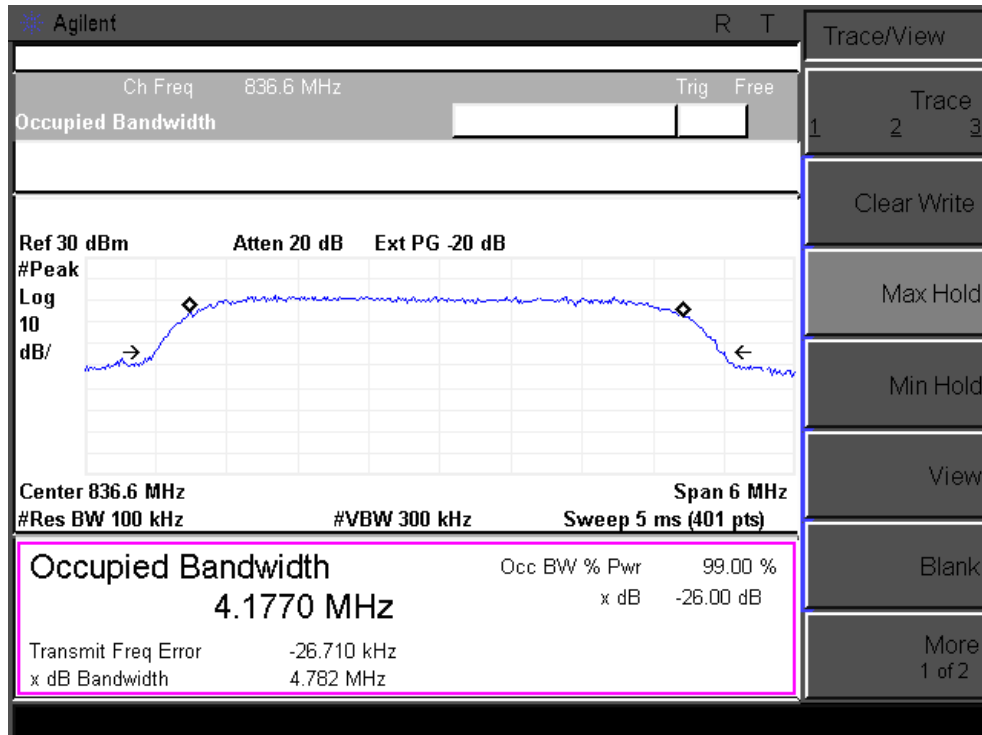 Agilent R T
Trace/View
Ch Freq 836.6 MHz Trig Free
Occupied Bandwidth
Trace
1 2 3
Clear Write
Ref 30 dBm Atten 20 dB Ext PG -20 dB
#Peak
Log
10
dB/
Max Hold
Min Hold
View
Center 836.6 MHz Span 6 MHz
#Res BW 100 kHz #VBW 300 kHz Sweep 5 ms (401 pts)
Occupied Bandwidth Occ BW % Pwr 99.00 %
4.1770 MHz x dB -26.00 dB
Blank
Transmit Freq Error -26.710 kHz
x dB Bandwidth 4.782 MHz
More
1 of 2